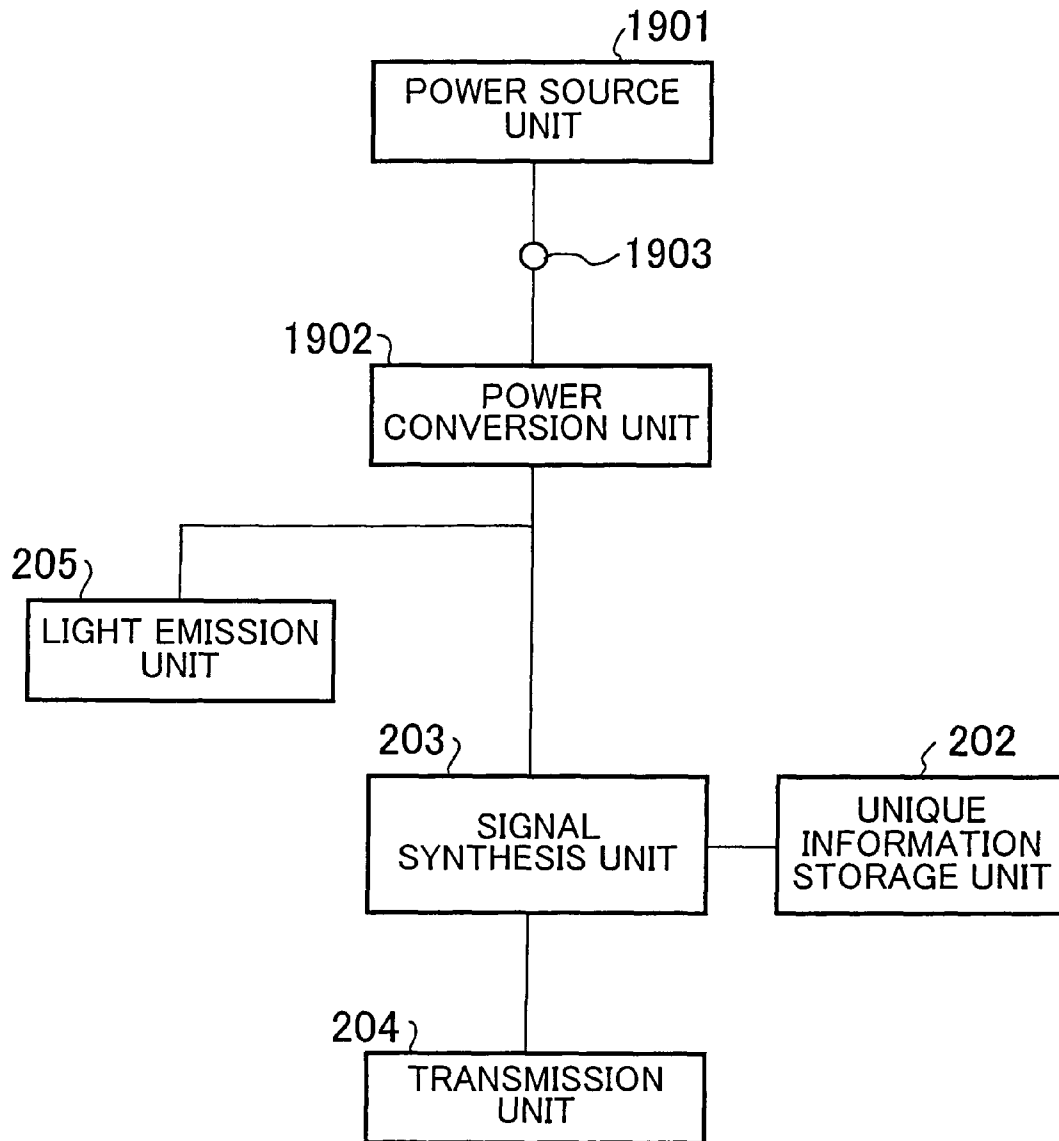 1901
POWER SOURCE
UNIT
1903
1902
POWER
CONVERSION UNIT
205
LIGHT EMISSION
UNIT
203
SIGNAL
SYNTHESIS UNIT
202
UNIQUE
INFORMATION
STORAGE UNIT
204
TRANSMISSION
UNIT